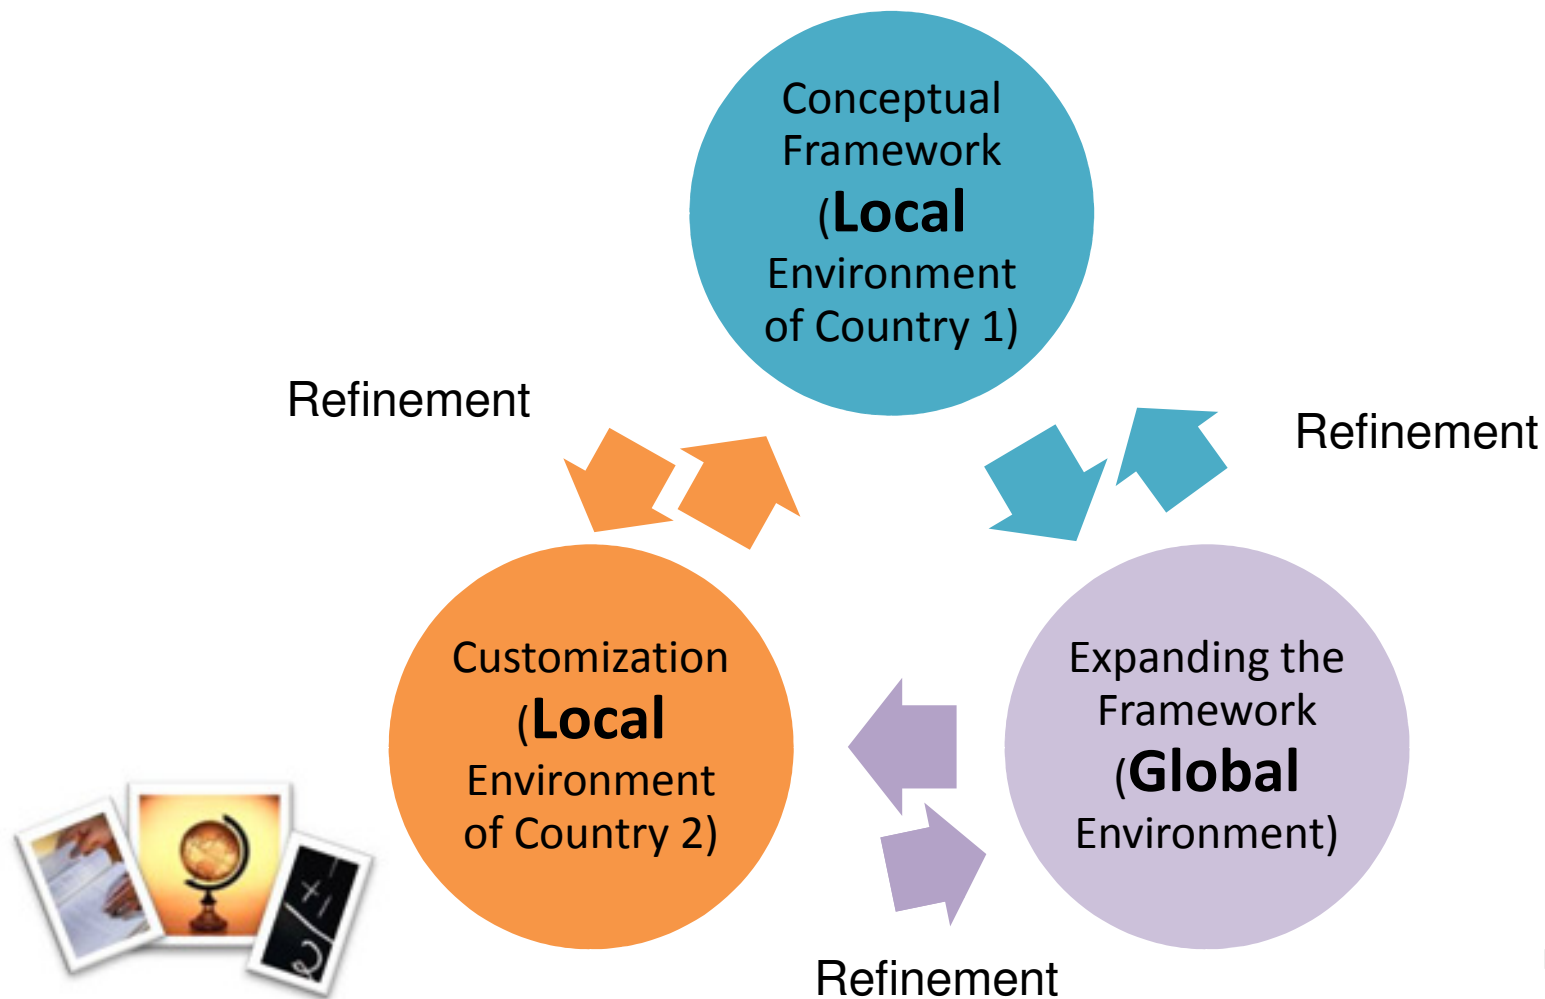 Conceptual
Framework
(Local
Environment
of Country 1)
Refinement
Refinement
Customization
(Local
Environment
of Country 2)
Expanding the
Framework
(Global
Environment)
Refinement